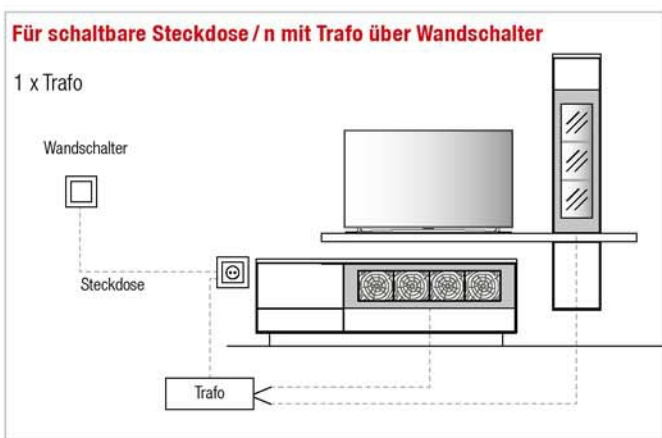 Für schaltbare Steckdose / n mit Trafo über Wandschalter
1 x Trafo
Wandschalter
Steckdose
Trafo